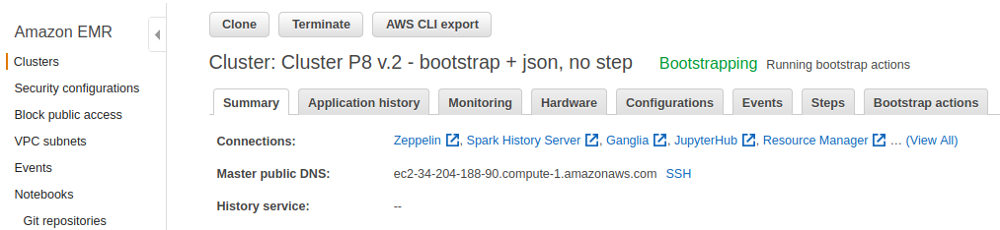 Clone Terminate AWS CLI export
Amazon EMR
Clusters
Security configurations
Block public access
VPC subnets
Events
Notebooks
Git repositories
Cluster: Cluster P8 v.2 - bootstrap + json, no step Bootstrapping Running bootstrap actions
Summary Application history Monitoring Hardware Configurations Events Steps Bootstrap actions
Connections: Zeppelin , Spark History Server , Ganglia , JupyterHub , Resource Manager ... (View All)
Master public DNS: ec2-34-204-188-90.compute-1.amazonaws.com SSH
History service: --